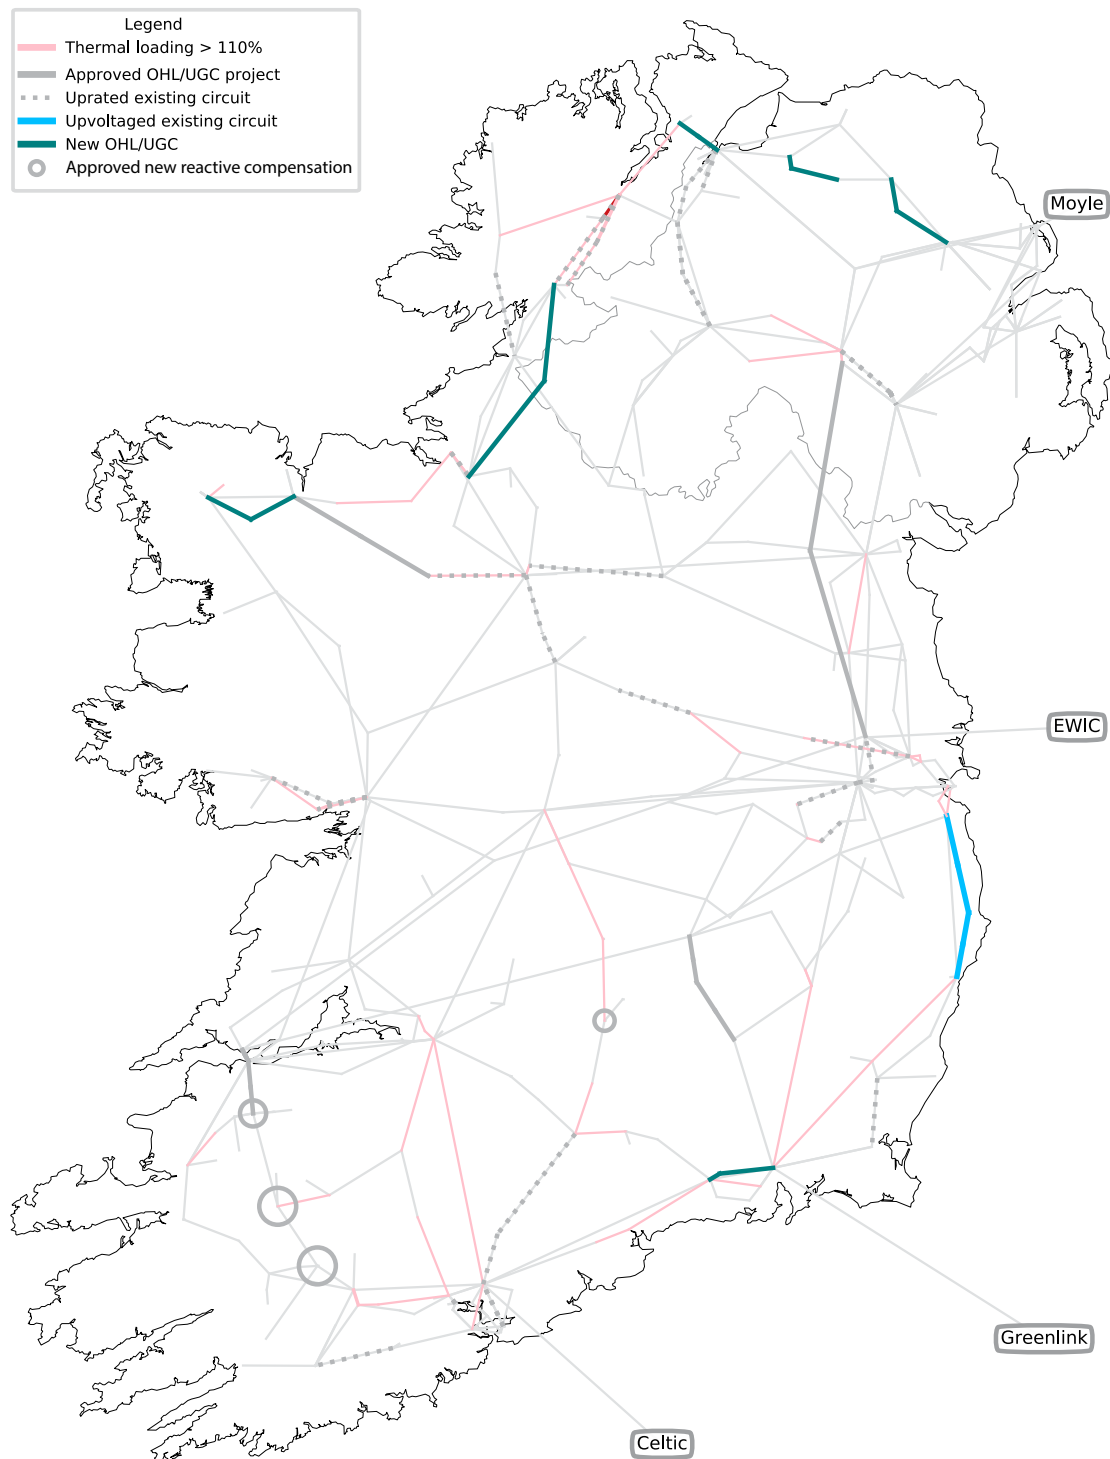 Legend
Thermal loading > 110%
Approved OHL/UGC project
Uprated existing circuit
Upvoltaged existing circuit
New OHL/UGC
Approved new reactive compensation
Moyle
EWIC
Greenlink
Celtic